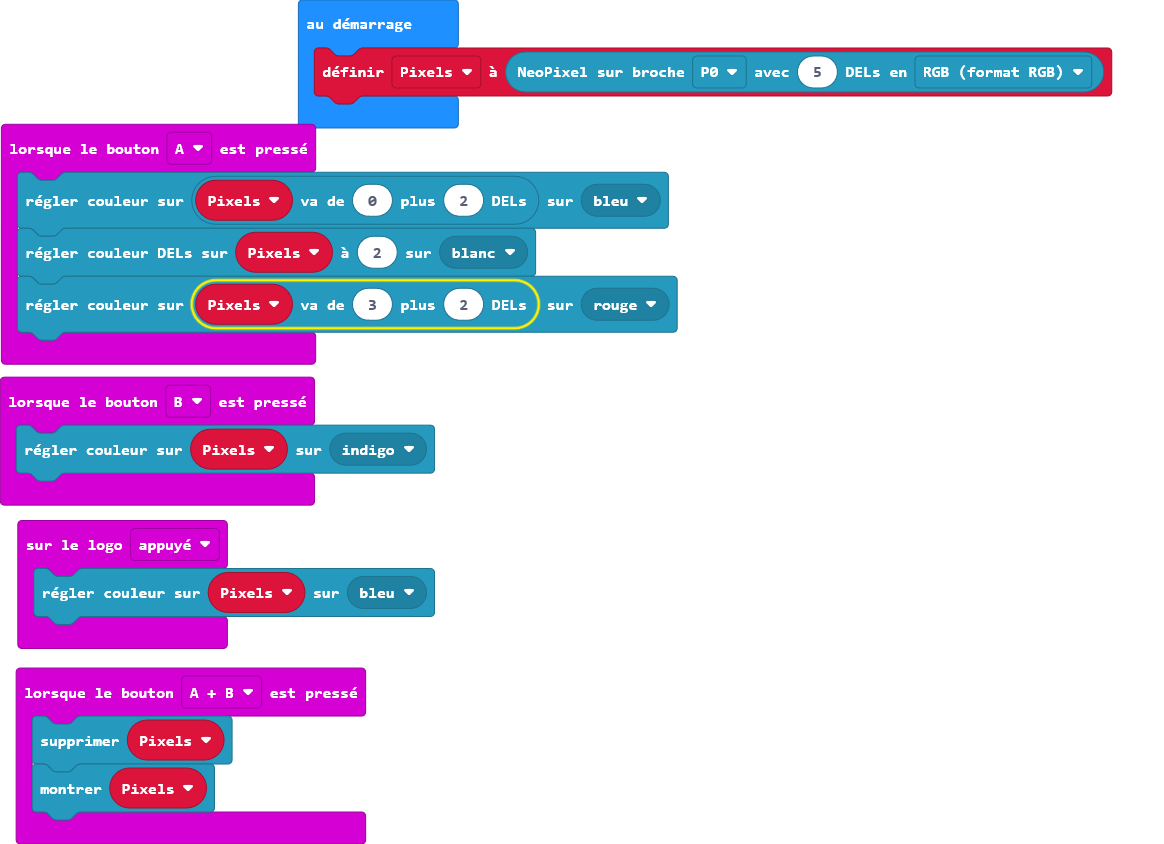 au démarrage
définir Pixels à NeoPixel sur broche P0 avec 5 DELs en RGB (format RGB)
lorsque le bouton A est pressé
régler couleur sur Pixels va de 0 plus 2 DELs sur bleu
régler couleur DELs sur Pixels à 2 sur blanc
régler couleur sur Pixels va de 3 plus 2 DELs sur rouge
lorsque le bouton B est pressé
régler couleur sur Pixels sur indigo
sur le logo appuyé
régler couleur sur Pixels sur bleu
lorsque le bouton A + B est pressé
supprimer Pixels
montrer Pixels